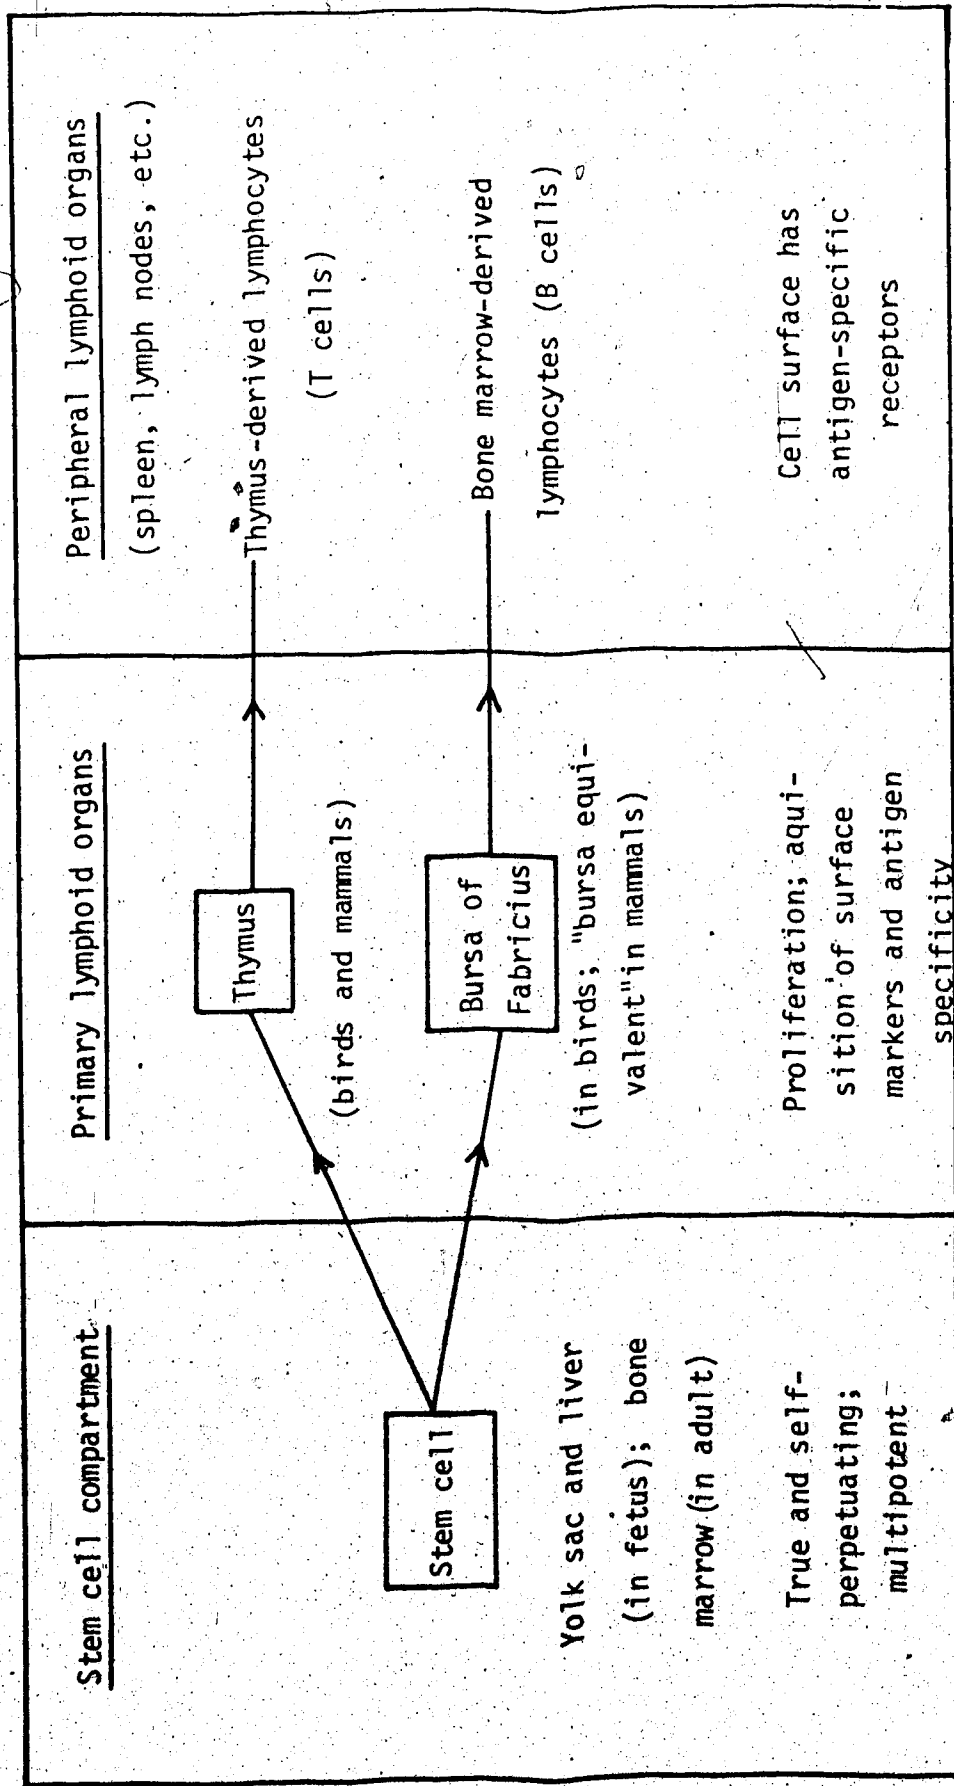 Stem cell compartment
Stem cell
Yolk sac and liver
(in fetus); bone
marrow (in adult)
True and self-
perpetuating;
multipotent
Primary lymphoid organs
Thymus
(birds and mammals)
Bursa of
Fabricius
(in birds; "bursa equi-
valent"in mammals)
Proliferation; aqui-
sition of surface
markers and antigen
specificity
Peripheral lymphoid organs
(spleen, lymph nodes, etc.)
Thymus-derived lymphocytes
(T cells)
Bone marrow-derived
lymphocytes (B cells)
Cell surface has
antigen-specific
receptors